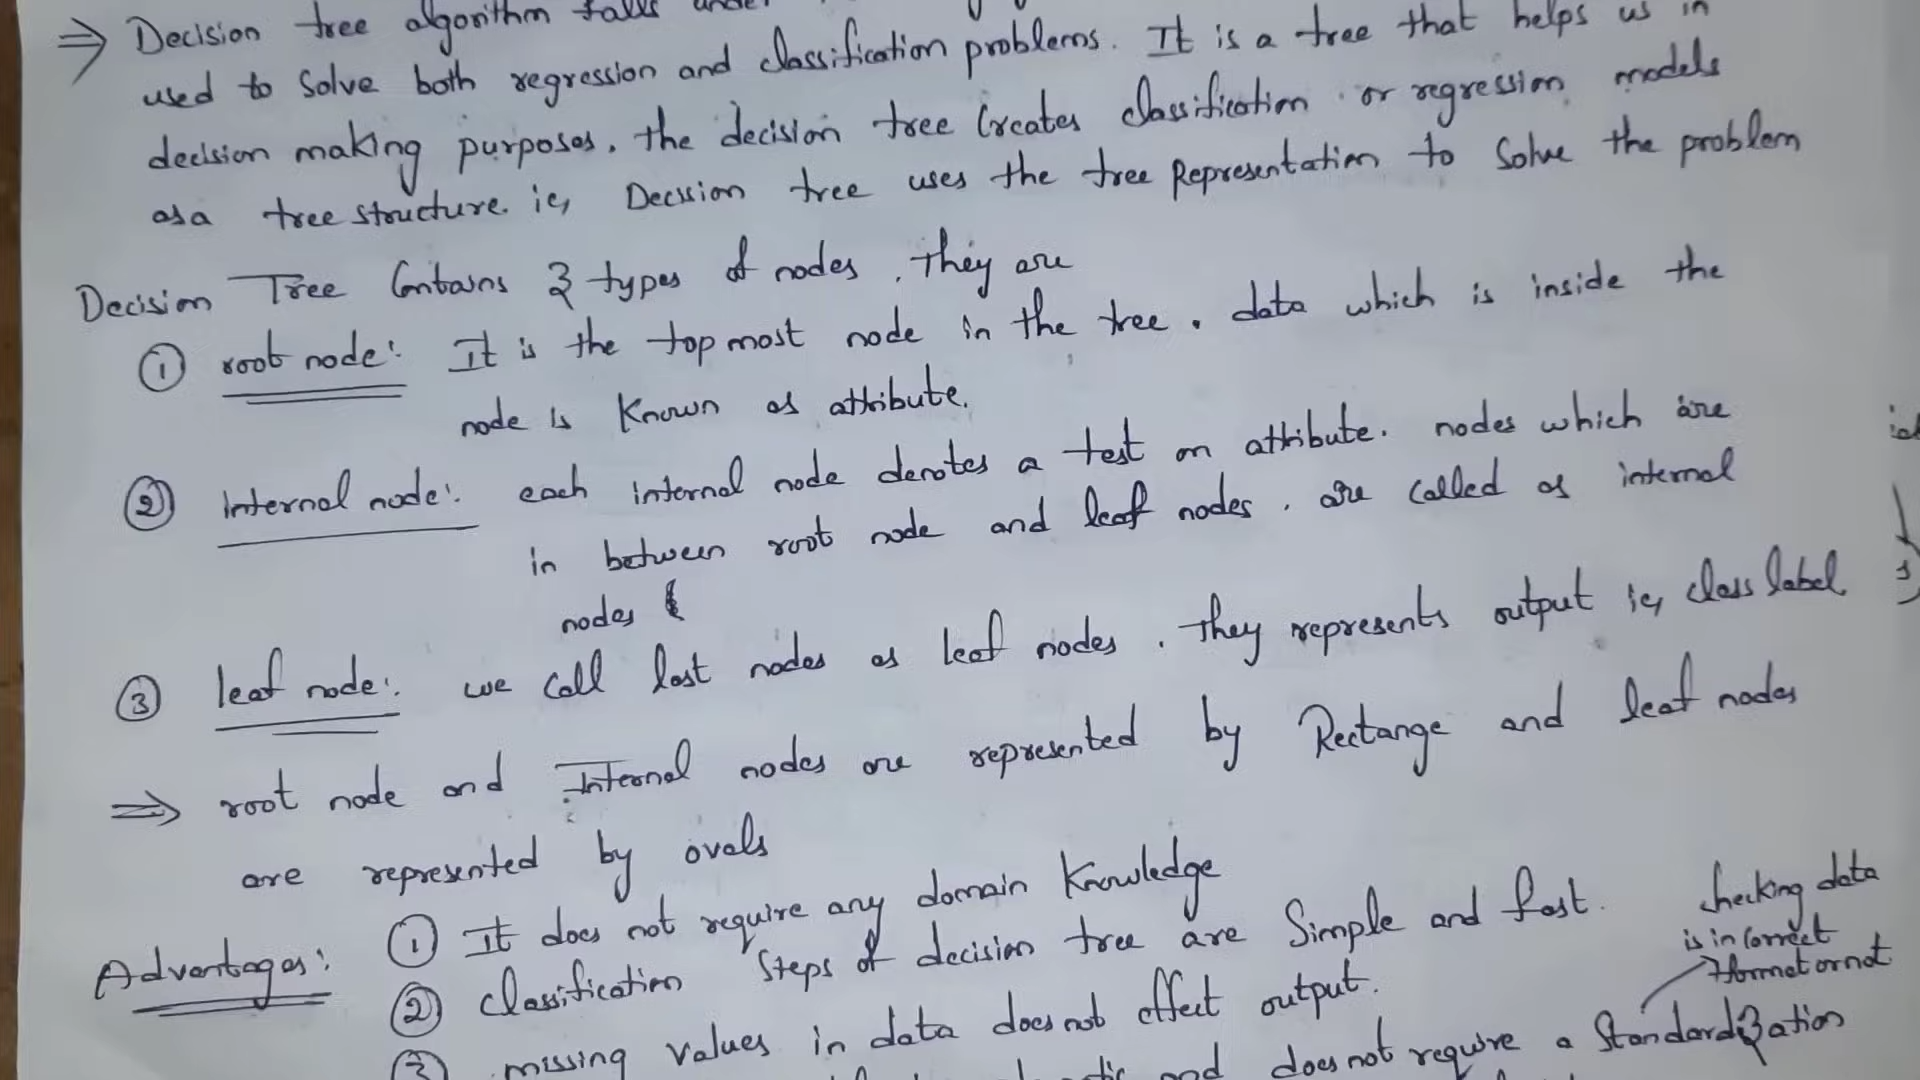 ⇒ Decision tree algorithm falls under
used to Solve both regression and classification problems. It is a tree that helps us in
decision making purposes. the decision tree Creates classification or regression models
as a tree structure. ie, Decision tree uses the tree Representation to Solve the problem
Decision Tree Contains 3 types of nodes. They are
① root node: It is the top most node in the tree. data which is inside the
node is Known as attribute.
② Internal node: each internal node denotes a test on attribute. nodes which are
in between root node and leaf nodes. are called as internal
nodes
③ leaf node: we call last nodes as leaf nodes. They represents output ie, class label
⇒ root node and Internal nodes are represented by Rectange and leaf nodes
are represented by ovals
Advantages: ① It does not require any domain Knowledge
② classification Steps of decision tree are Simple and fast.
checking data
is in Correct
format or not
③ missing values in data does not effect output.
and does not require a Standardization